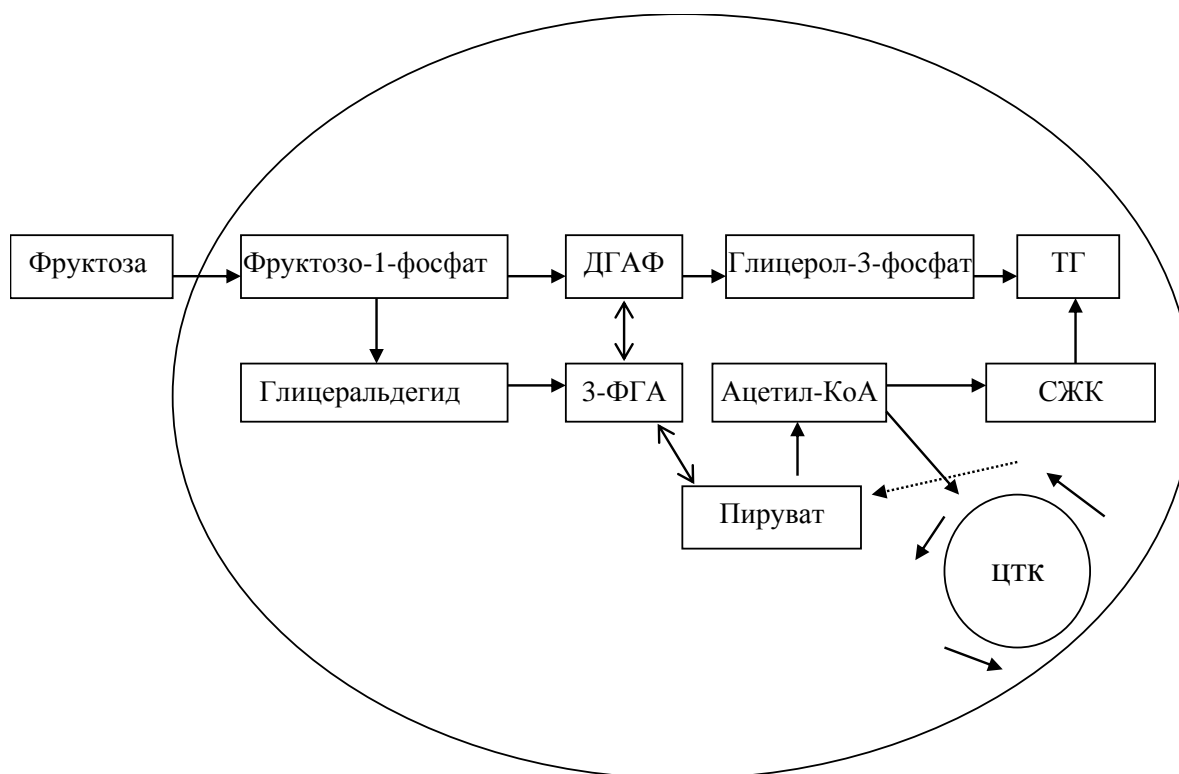 Фруктоза
Фруктозо-1-фосфат
ДГАФ
Глицерол-3-фосфат
ТГ
Глицеральдегид
3-ФГА
Ацетил-КоА
СЖК
Пируват
ЦТК